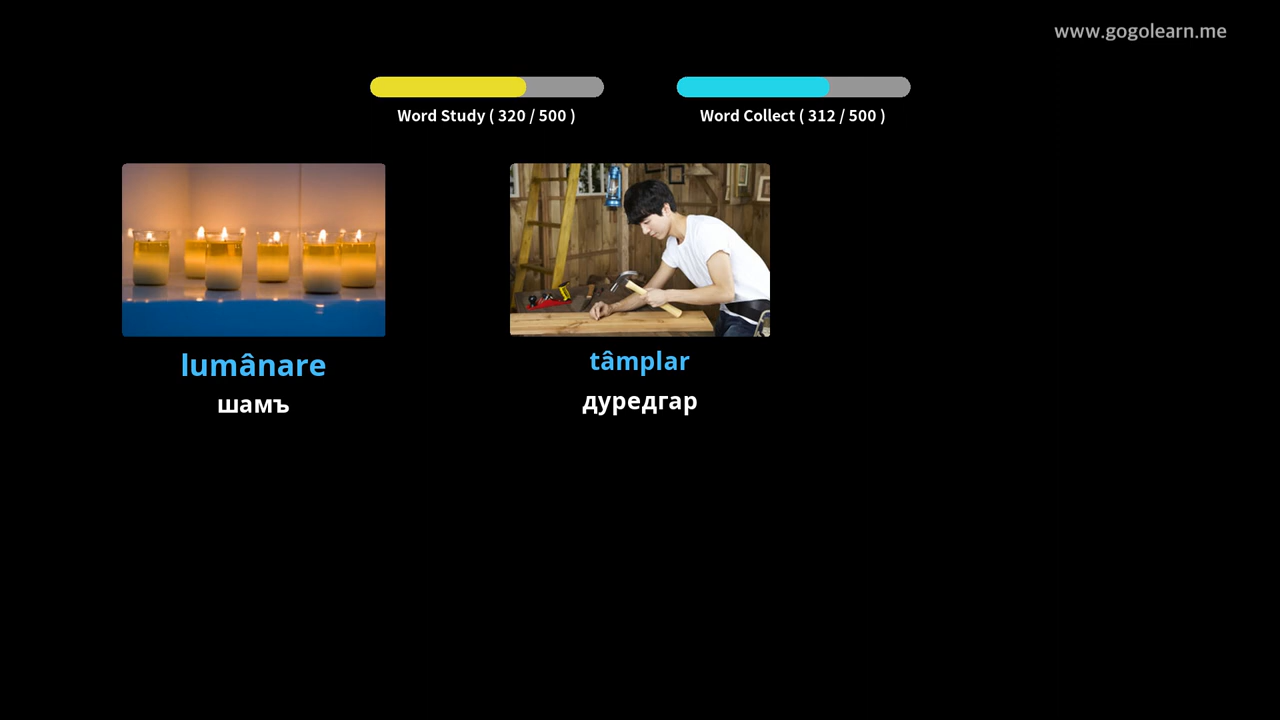 www.gogolearn.me
Word Study ( 320 / 500 )
Word Collect ( 312 / 500 )
lumânare
шамъ
tâmplar
дуредгар